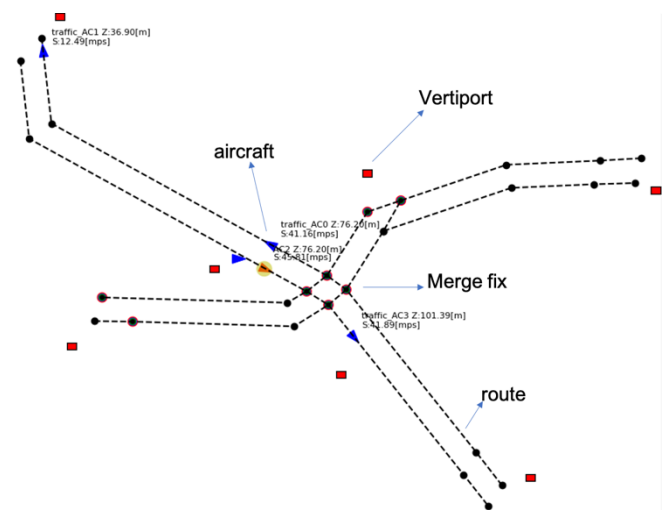 traffic_AC1 Z:36.90[m]
S:12.49[mps]
Vertiport
aircraft
traffic_AC0 Z:76.20[m]
S:41.16[mps]
AC2 Z:76.20[m]
S:45.81[mps]
Merge fix
traffic_AC3 Z:101.39[m]
S:41.89[mps]
route